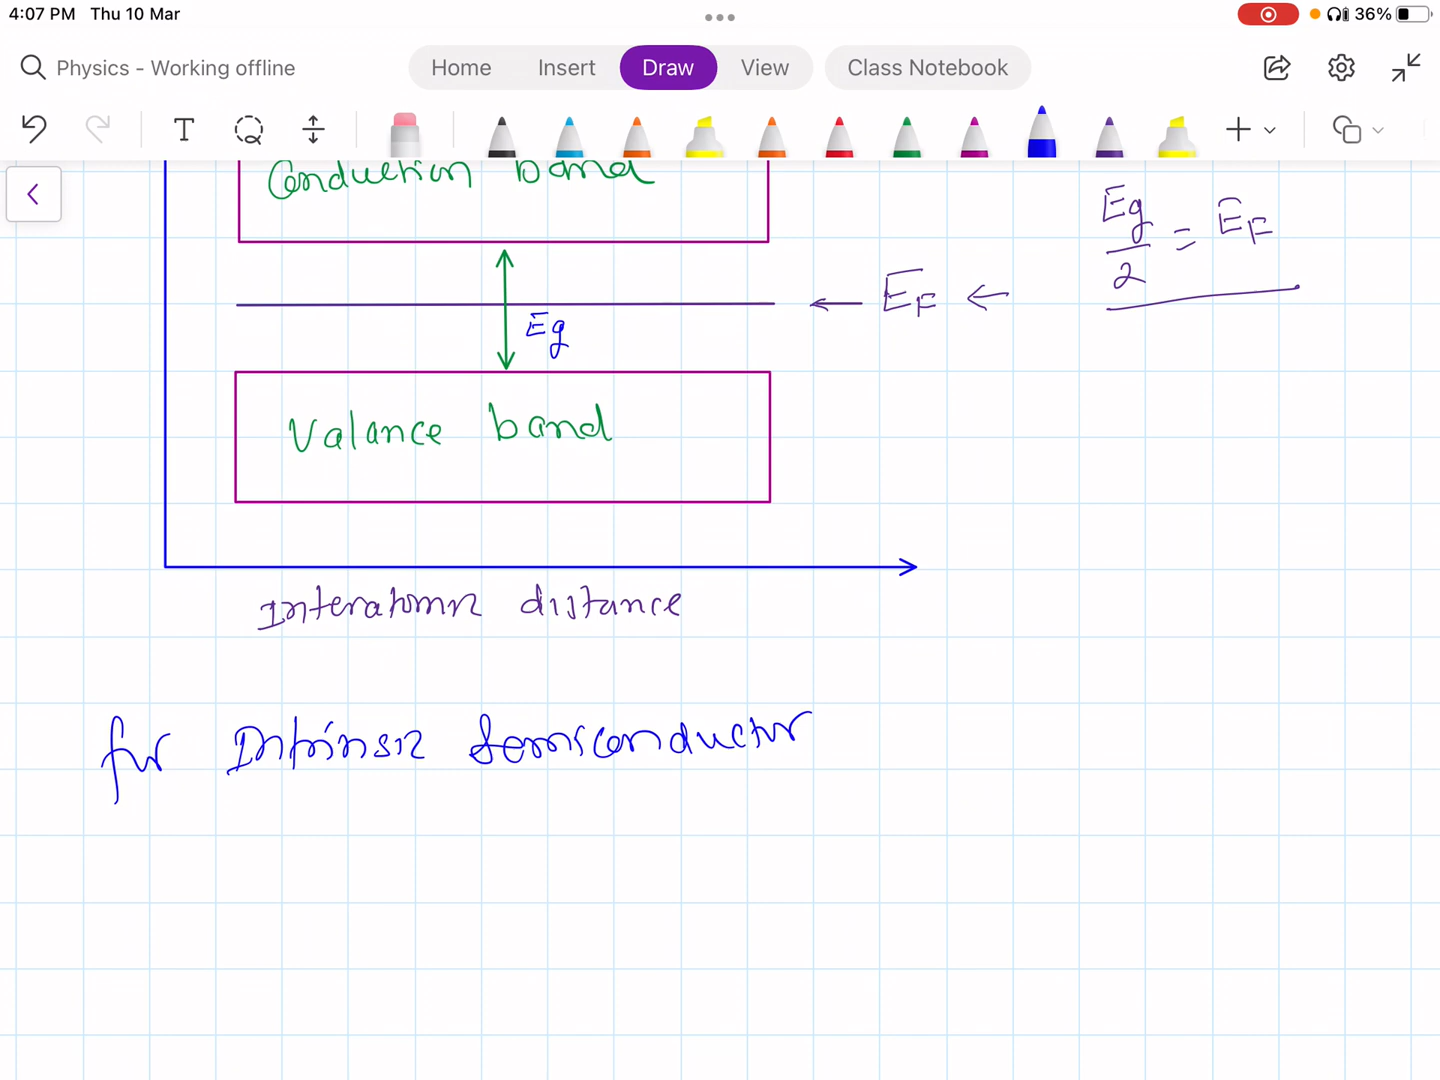 4:07 PM Thu 10 Mar
36%
Physics - Working offline
Home Insert Draw View Class Notebook
T
Conduction band
Eg
2 = EF
← EF ←
Eg
Valance band
Interatomic distance
for Intrinsic Semiconductor